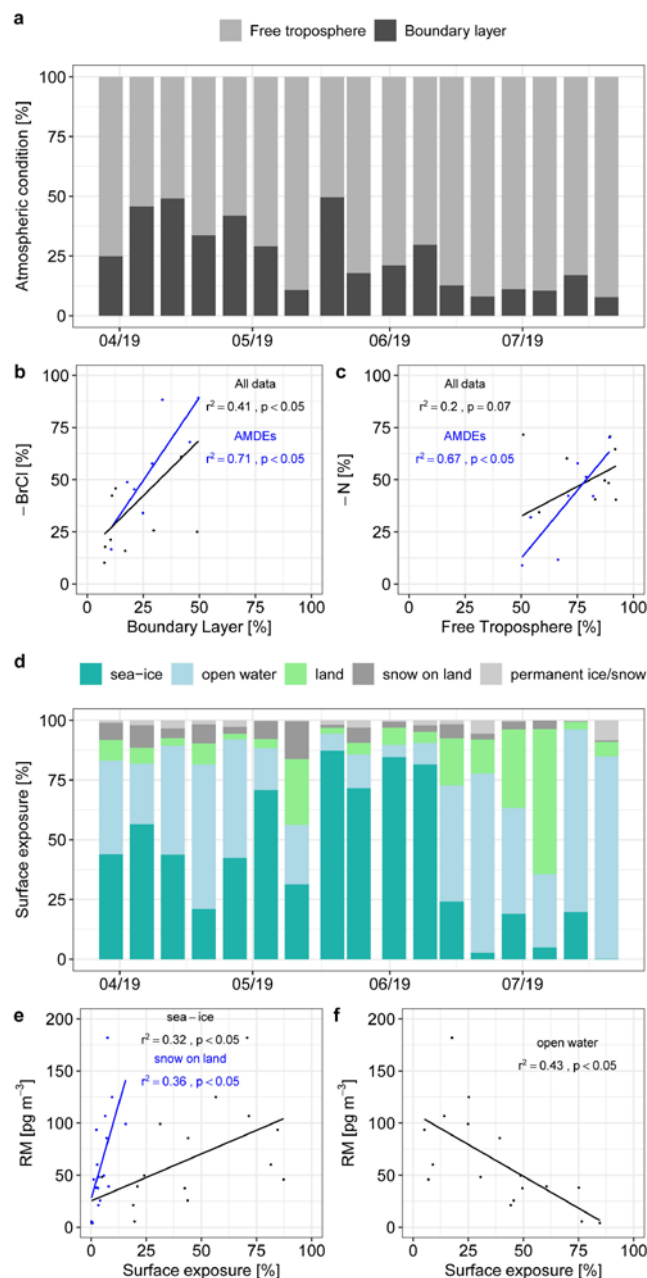 a
Free troposphere Boundary layer
Atmospheric condition [%]
100
75
50
25
0
04/19 05/19 06/19 07/19
b
−BrCl [%]
100
75
50
25
0
All data
r² = 0.41 , p < 0.05
AMDEs
r² = 0.71 , p < 0.05
0 25 50 75 100
Boundary Layer [%]
c
−N [%]
100
75
50
25
0
All data
r² = 0.2 , p = 0.07
AMDEs
r² = 0.67 , p < 0.05
0 25 50 75 100
Free Troposphere [%]
d
sea−ice open water land snow on land permanent ice/snow
Surface exposure [%]
100
75
50
25
0
04/19 05/19 06/19 07/19
e
RM [pg m⁻³]
200
150
100
50
0
sea−ice
r² = 0.32 , p < 0.05
snow on land
r² = 0.36 , p < 0.05
0 25 50 75 100
Surface exposure [%]
f
RM [pg m⁻³]
200
150
100
50
0
open water
r² = 0.43 , p < 0.05
0 25 50 75 100
Surface exposure [%]